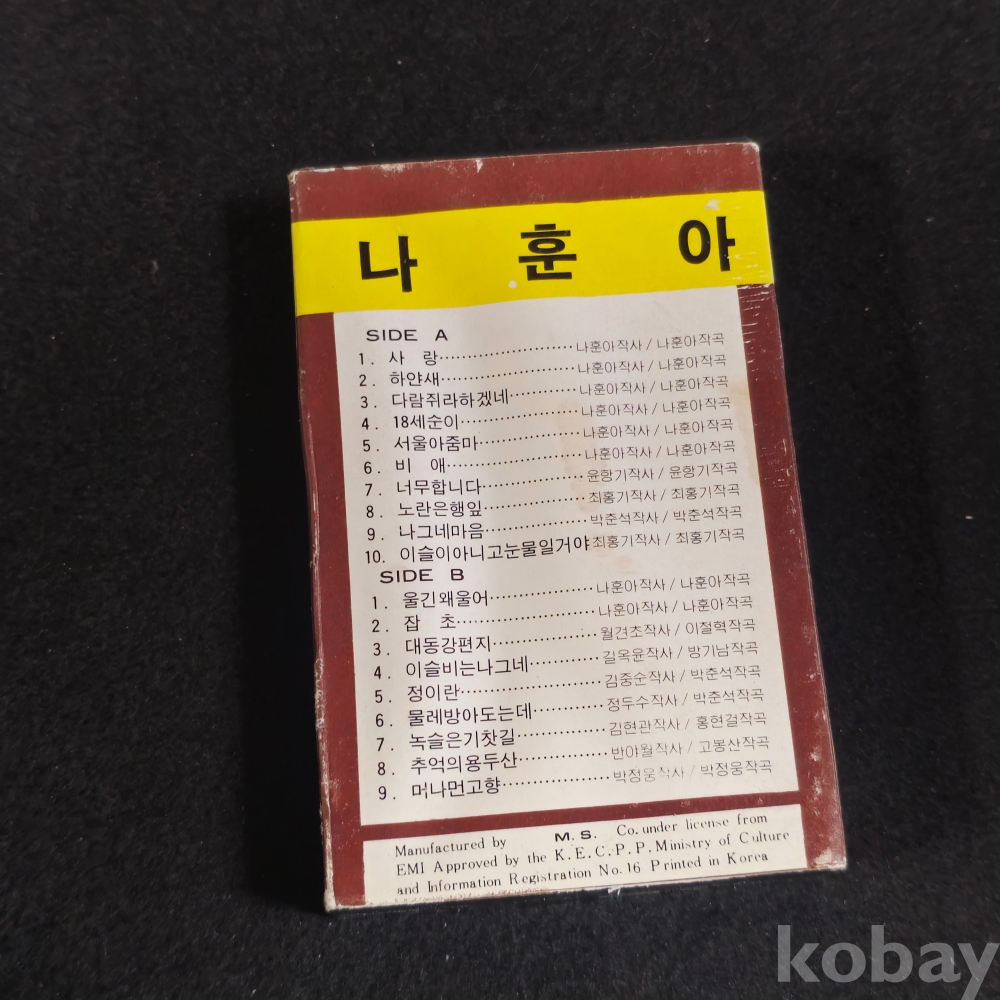 나 훈 아
SIDE A
1. 사 랑 나훈아작사 / 나훈아작곡
2. 하얀새 나훈아작사 / 나훈아작곡
3. 다람쥐라하겠네 나훈아작사 / 나훈아작곡
4. 18세순이 나훈아작사 / 나훈아작곡
5. 서울아줌마 나훈아작사 / 나훈아작곡
6. 비 애 나훈아작사 / 나훈아작곡
7. 너무합니다 윤항기작사 / 윤항기작곡
8. 노란은행잎 최홍기작사 / 최홍기작곡
9. 나그네마음 박춘석작사 / 박춘석작곡
10. 이슬이아니고눈물일거야 최홍기작사 / 최홍기작곡
SIDE B
1. 울긴왜울어 나훈아작사 / 나훈아작곡
2. 잡 초 나훈아작사 / 나훈아작곡
3. 대동강편지 월견초작사 / 이철혁작곡
4. 이슬비는나그네 길옥윤작사 / 방기남작곡
5. 정이란 김중순작사 / 박춘석작곡
6. 물레방아도는데 정두수작사 / 박춘석작곡
7. 녹슬은기찻길 김현관작사 / 홍현걸작곡
8. 추억의용두산 반야월작사 / 고봉산작곡
9. 머나먼고향 박정웅작사 / 박정웅작곡
Manufactured by M.S. Co. under license from
EMI Approved by the K.E.C.P.P. Ministry of Culture
and Information Registration No. 16 Printed in Korea
kobay